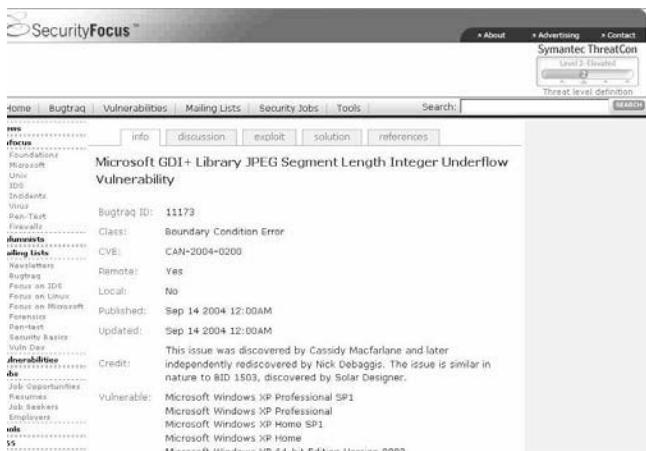 SecurityFocus™
About Advertising Contact
Symantec ThreatCon
Level 2: Elevated
2
Threat level definition
Home Bugtraq Vulnerabilities Mailing Lists Security Jobs Tools Search: SEARCH
info discussion exploit solution references
Microsoft GDI+ Library JPEG Segment Length Integer Underflow
Vulnerability
Bugtraq ID: 11173
Class: Boundary Condition Error
CVE: CAN-2004-0200
Remote: Yes
Local: No
Published: Sep 14 2004 12:00AM
Updated: Sep 14 2004 12:00AM
Credit: This issue was discovered by Cassidy Macfarlane and later
independently rediscovered by Nick Debaggis. The issue is similar in
nature to BID 1503, discovered by Solar Designer.
Vulnerable: Microsoft Windows XP Professional SP1
Microsoft Windows XP Professional
Microsoft Windows XP Home SP1
Microsoft Windows XP Home
Foundations
Microsoft
Unix
IDS
Incidents
Virus
Pen-Test
Firewalls
Newsletters
Bugtraq
Focus on IDS
Focus on Linux
Focus on Microsoft
Forensics
Pen-test
Security Basics
Vuln Dev
Job Opportunities
Resumes
Job Seekers
Employers